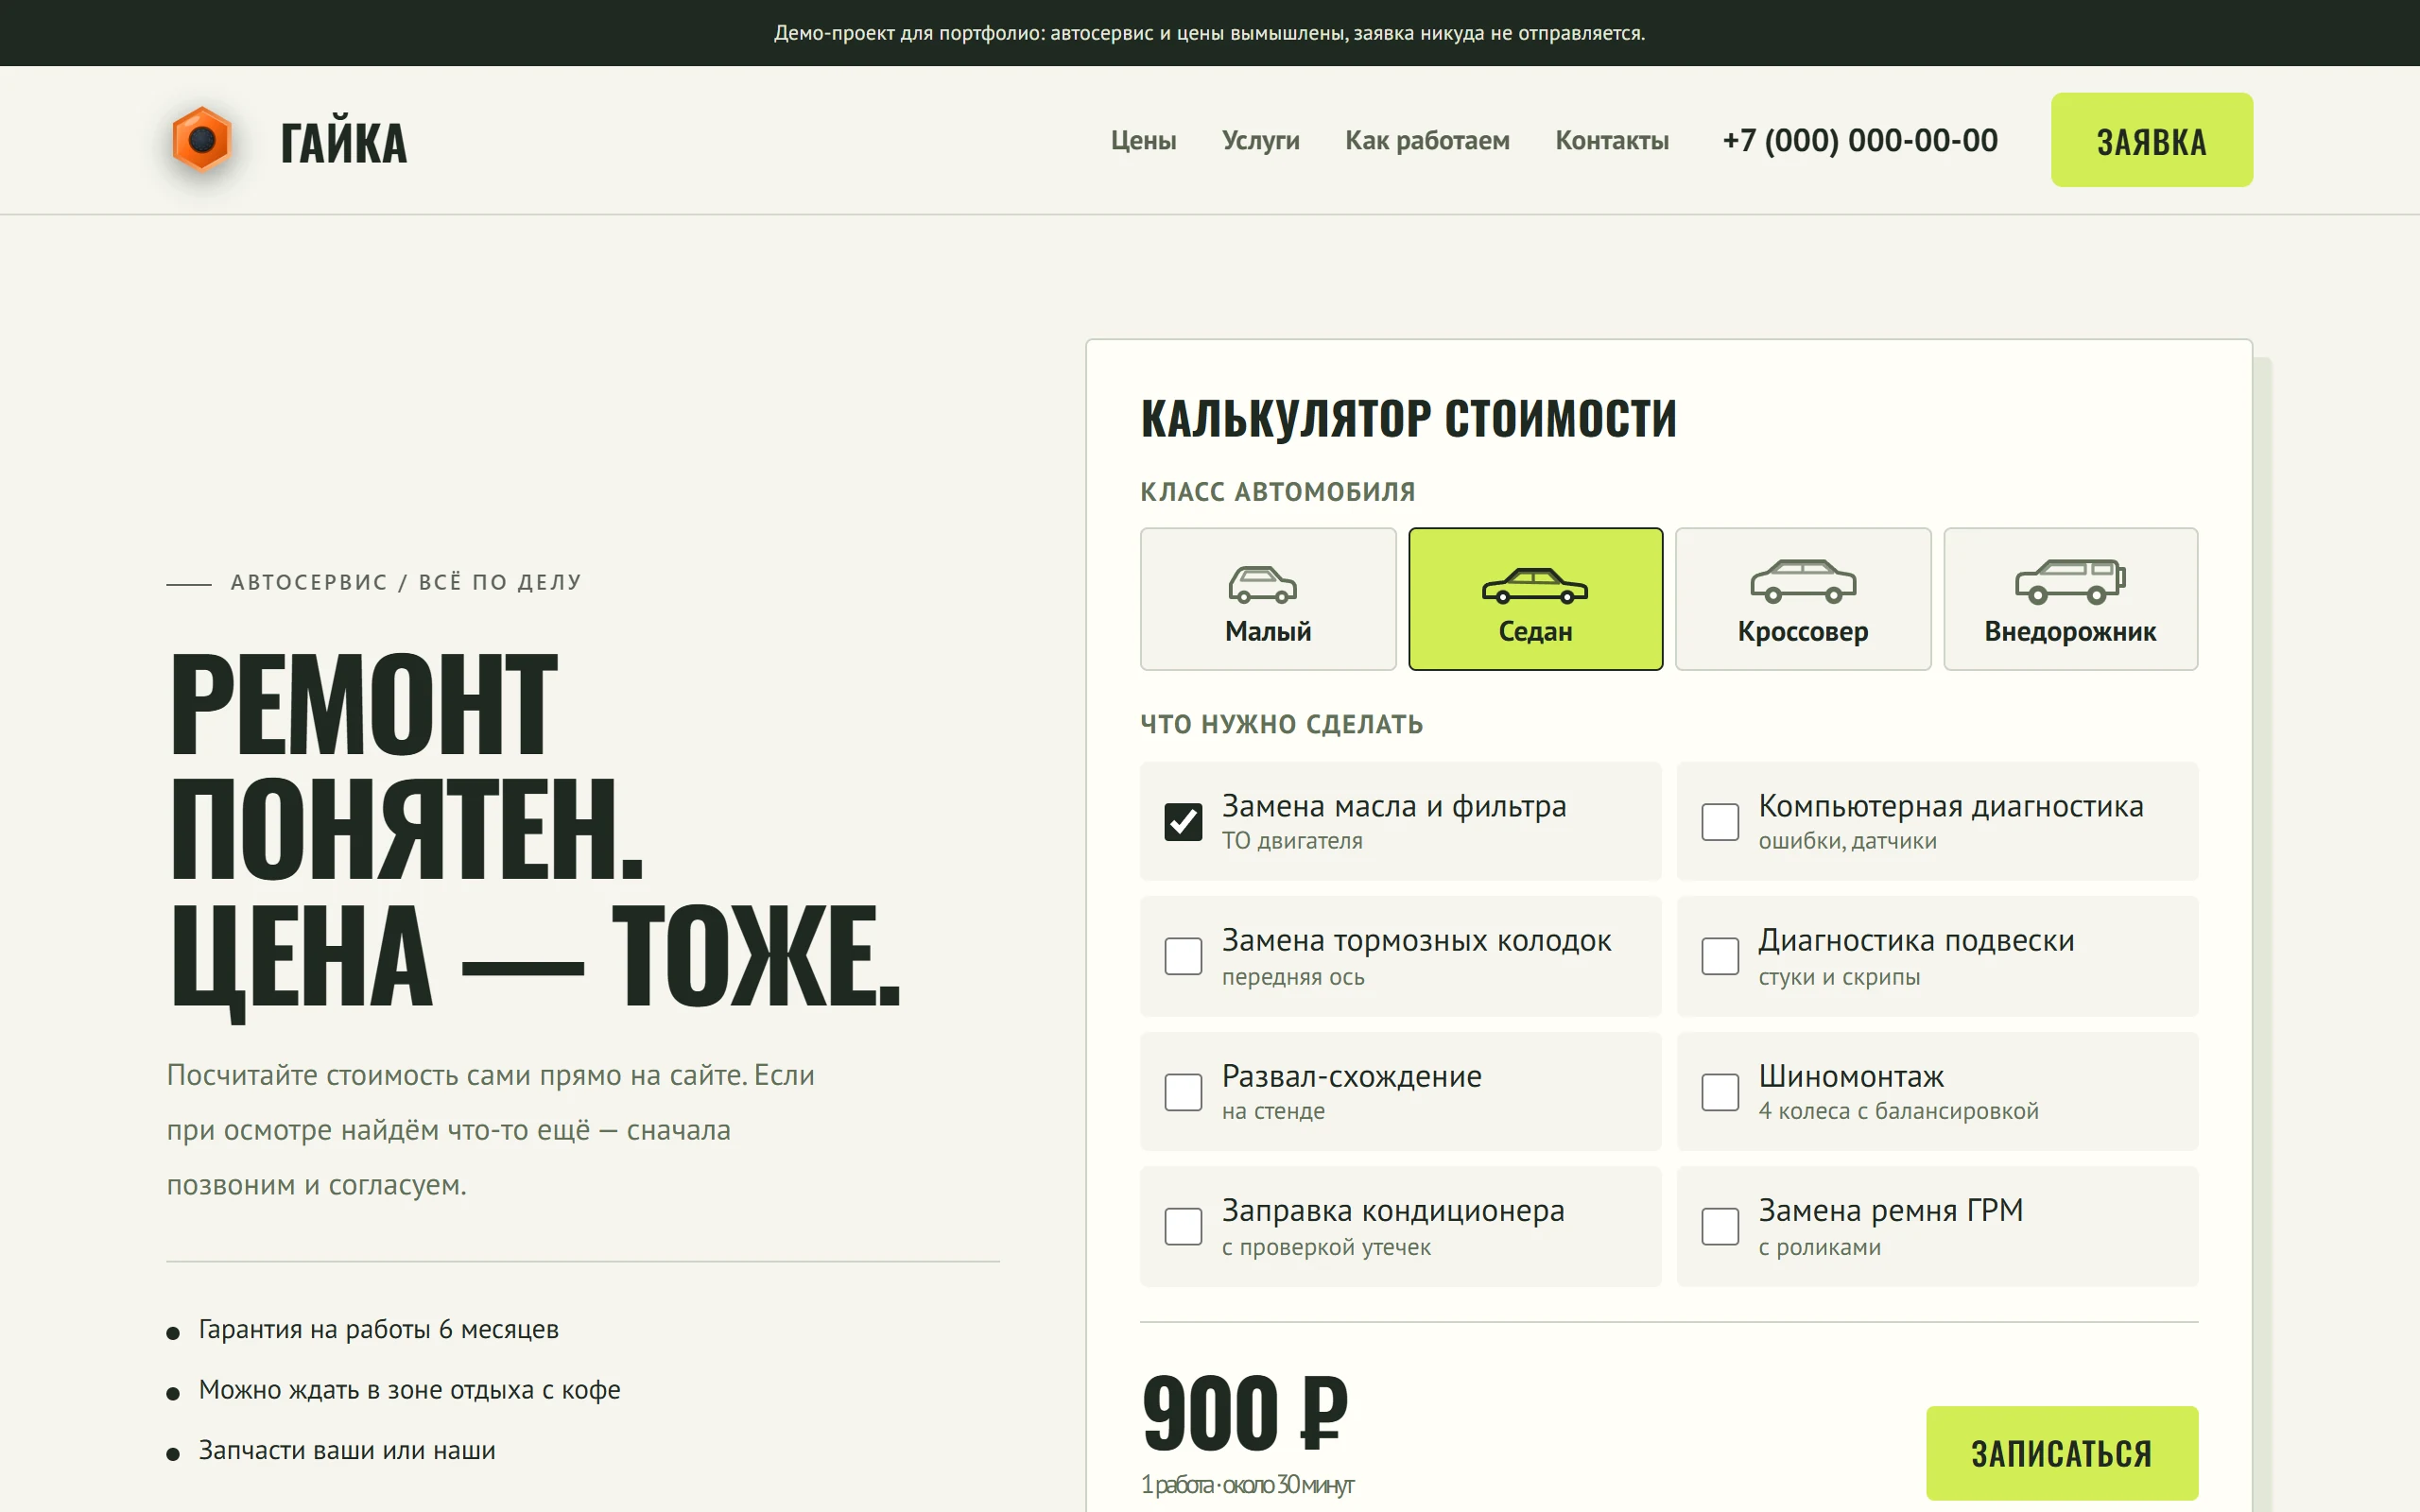 Демо-проект для портфолио: автосервис и цены вымышлены, заявка никуда не отправляется.
ГАЙКА
Цены
Услуги
Как работаем
Контакты
+7 (000) 000-00-00
ЗАЯВКА
АВТОСЕРВИС / ВСЁ ПО ДЕЛУ
РЕМОНТ
ПОНЯТЕН.
ЦЕНА — ТОЖЕ.
Посчитайте стоимость сами прямо на сайте. Если
при осмотре найдём что-то ещё — сначала
позвоним и согласуем.
Гарантия на работы 6 месяцев
Можно ждать в зоне отдыха с кофе
Запчасти ваши или наши
КАЛЬКУЛЯТОР СТОИМОСТИ
КЛАСС АВТОМОБИЛЯ
Малый
Седан
Кроссовер
Внедорожник
ЧТО НУЖНО СДЕЛАТЬ
Замена масла и фильтра
ТО двигателя
Компьютерная диагностика
ошибки, датчики
Замена тормозных колодок
передняя ось
Диагностика подвески
стуки и скрипы
Развал-схождение
на стенде
Шиномонтаж
4 колеса с балансировкой
Заправка кондиционера
с проверкой утечек
Замена ремня ГРМ
с роликами
900 ₽
1 работа · около 30 минут
ЗАПИСАТЬСЯ